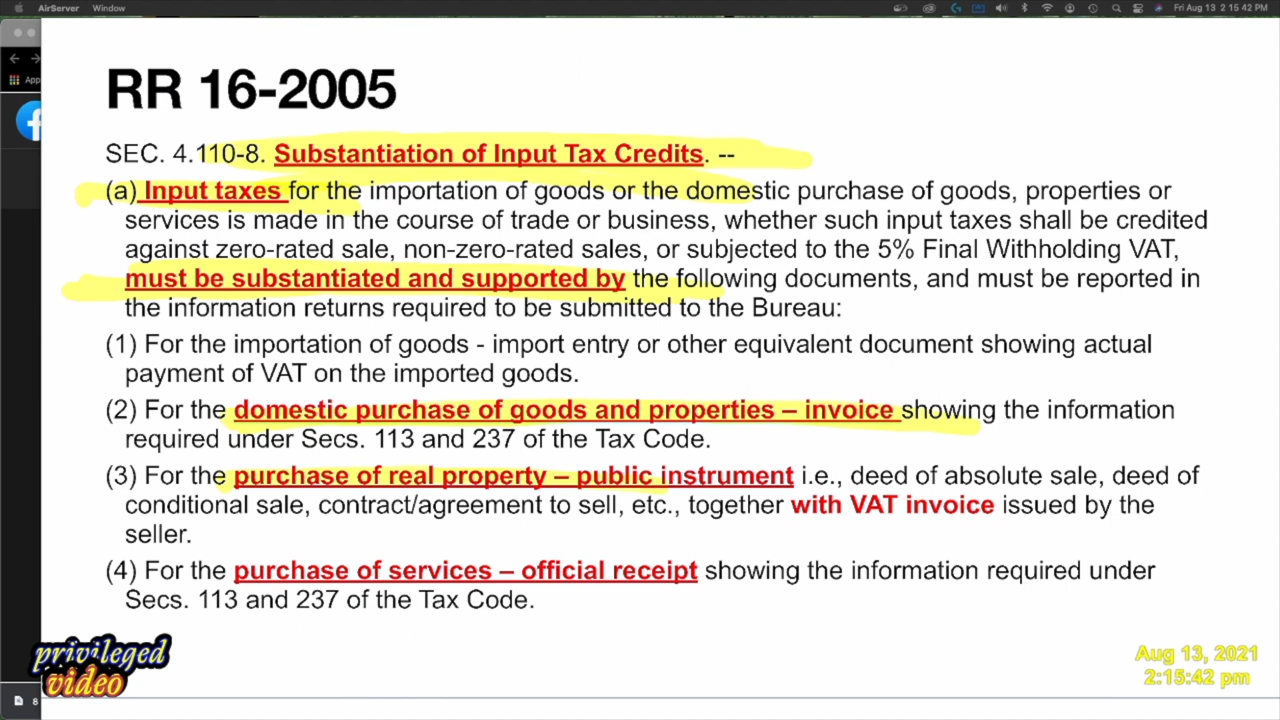 AirServer Window
Fri Aug 13 2 15 42 PM
App
RR 16-2005
SEC. 4.110-8. Substantiation of Input Tax Credits. --
(a) Input taxes for the importation of goods or the domestic purchase of goods, properties or
services is made in the course of trade or business, whether such input taxes shall be credited
against zero-rated sale, non-zero-rated sales, or subjected to the 5% Final Withholding VAT,
must be substantiated and supported by the following documents, and must be reported in
the information returns required to be submitted to the Bureau:
(1) For the importation of goods - import entry or other equivalent document showing actual
payment of VAT on the imported goods.
(2) For the domestic purchase of goods and properties – invoice showing the information
required under Secs. 113 and 237 of the Tax Code.
(3) For the purchase of real property – public instrument i.e., deed of absolute sale, deed of
conditional sale, contract/agreement to sell, etc., together with VAT invoice issued by the
seller.
(4) For the purchase of services – official receipt showing the information required under
Secs. 113 and 237 of the Tax Code.
privileged
video
Aug 13, 2021
2:15:42 pm
8